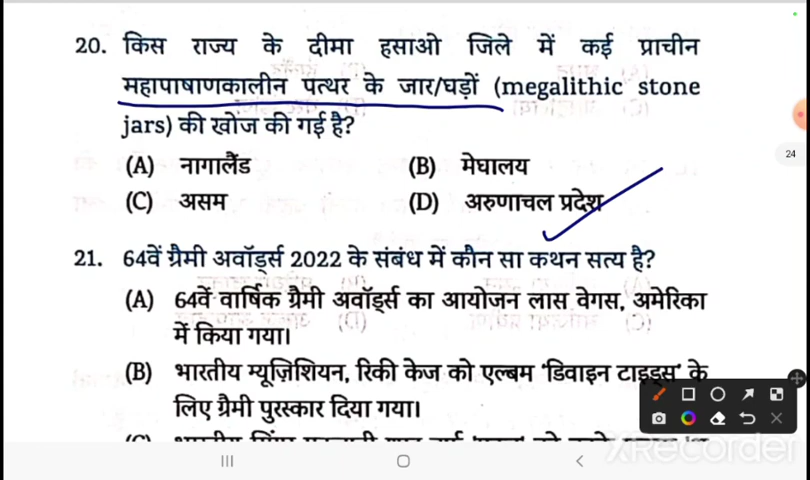 20. किस राज्य के दीमा हसाओ जिले में कई प्राचीन
महापाषाणकालीन पत्थर के जार/घड़ों (megalithic stone
jars) की खोज की गई है?
(A) नागालैंड (B) मेघालय
(C) असम (D) अरुणाचल प्रदेश
24
21. 64वें ग्रैमी अवॉर्ड्स 2022 के संबंध में कौन सा कथन सत्य है?
(A) 64वें वार्षिक ग्रैमी अवॉर्ड्स का आयोजन लास वेगस, अमेरिका
में किया गया।
(B) भारतीय म्यूज़िशियन, रिकी केज को एल्बम 'डिवाइन टाइड्स' के
लिए ग्रैमी पुरस्कार दिया गया।
XRecorder